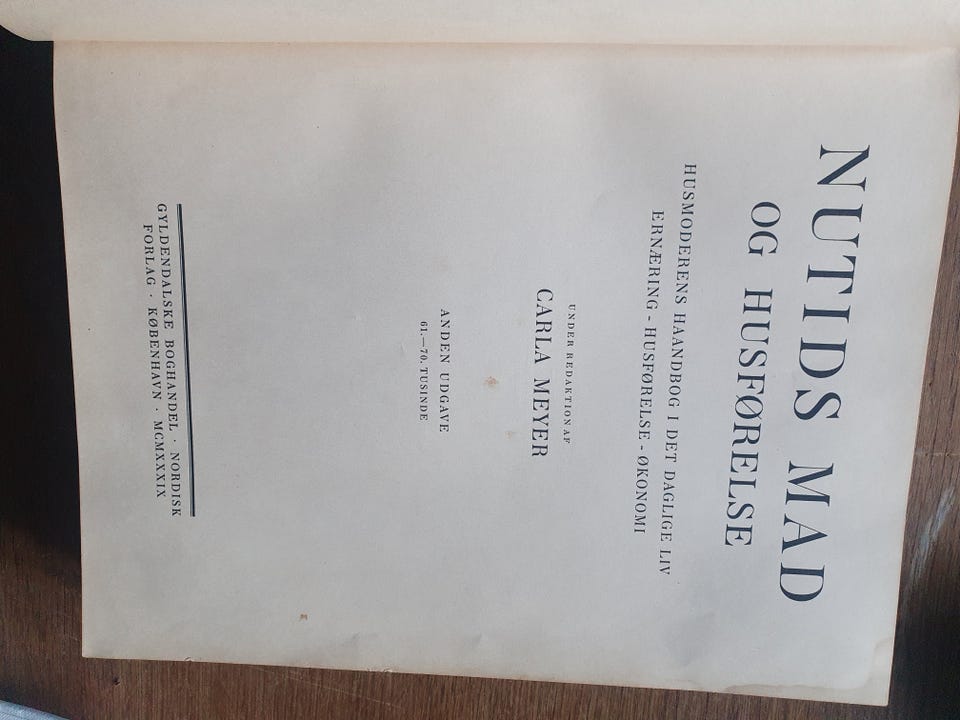 NUTIDS MAD
OG HUSFØRELSE
HUSMODERENS HAANDBOG I DET DAGLIGE LIV
ERNÆRING - HUSFØRELSE - ØKONOMI
UNDER REDAKTION AF
CARLA MEYER
ANDEN UDGAVE
61.—70. TUSINDE
GYLDENDALSKE BOGHANDEL · NORDISK
FORLAG · KØBENHAVN · MCMXXXIX